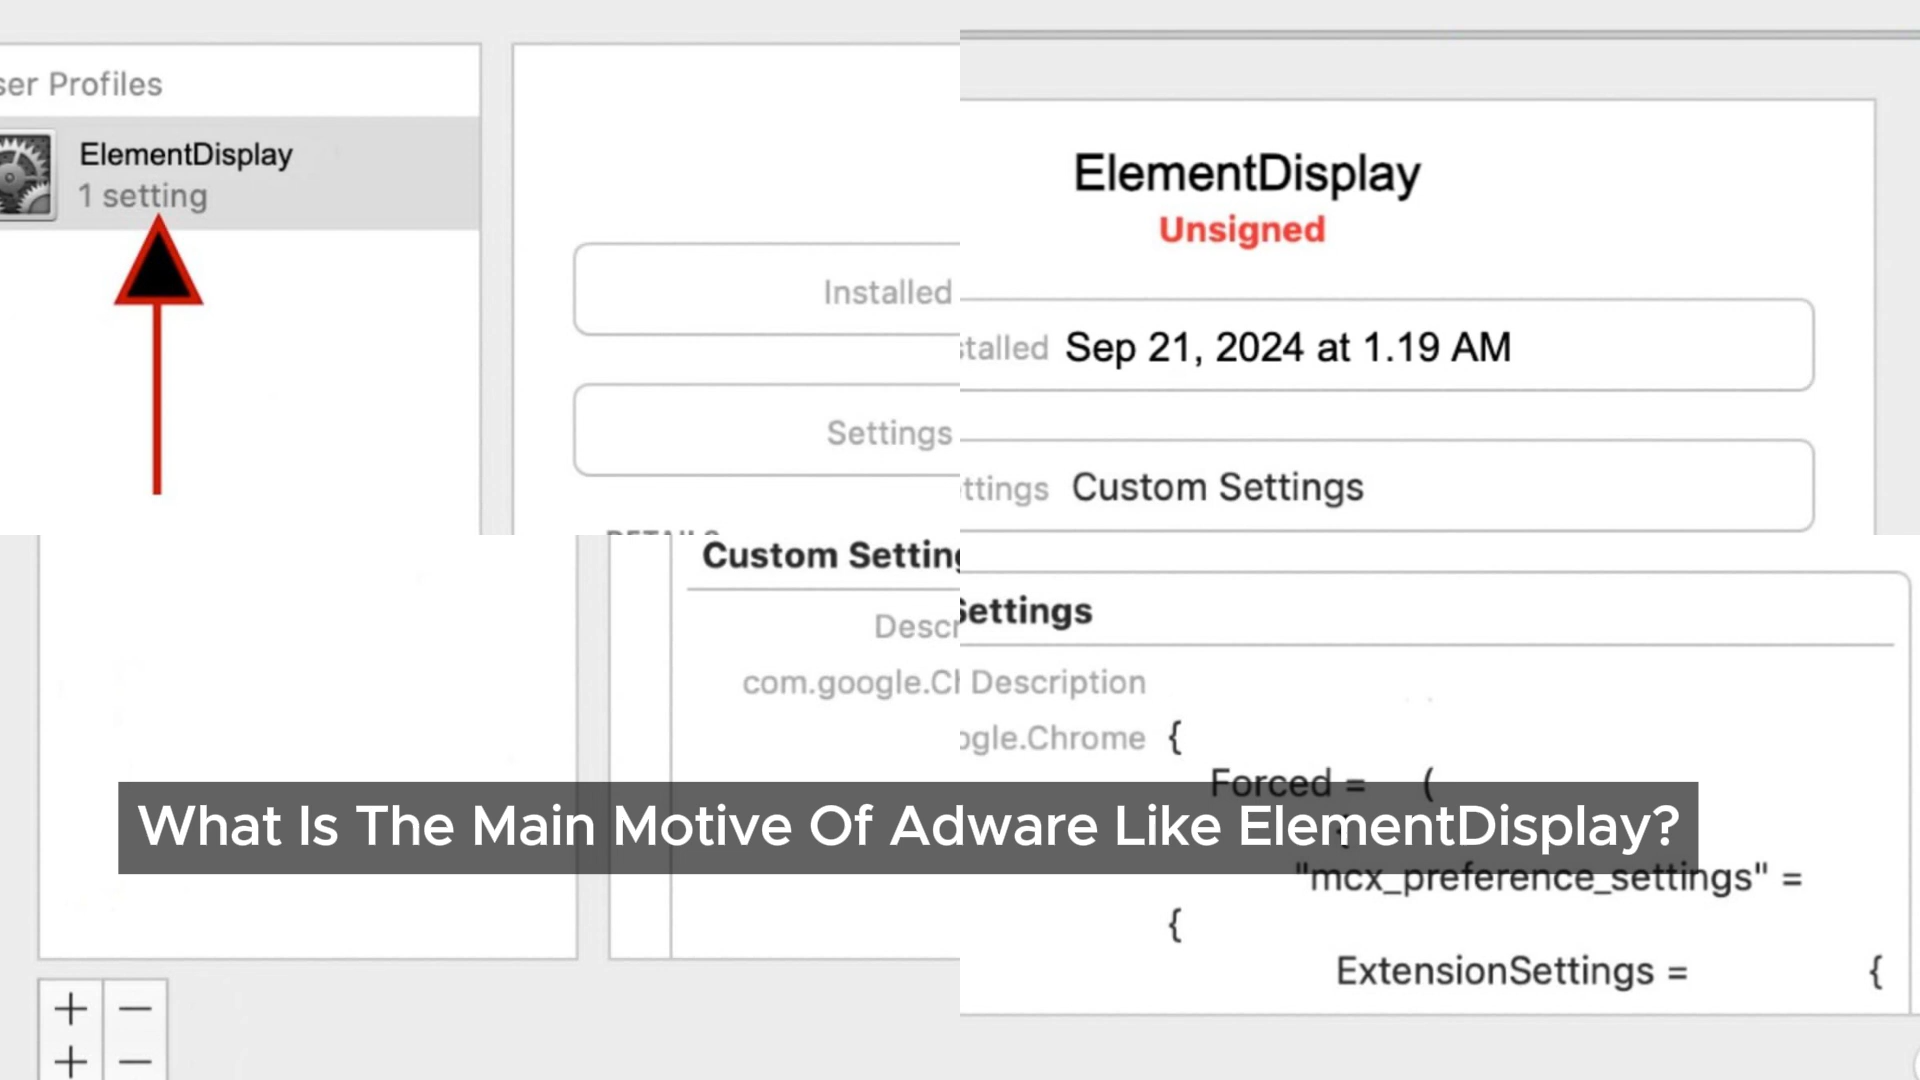 ser Profiles
ElementDisplay
1 setting
Installed
Settings
ElementDisplay
Unsigned
stalled Sep 21, 2024 at 1.19 AM
ttings Custom Settings
Custom Setting
Descr
com.google.Cl
Settings
Description
ogle.Chrome {
Forced = (
{
"mcx_preference_settings" =
{
ExtensionSettings = {
What Is The Main Motive Of Adware Like ElementDisplay?
+ −
+ −